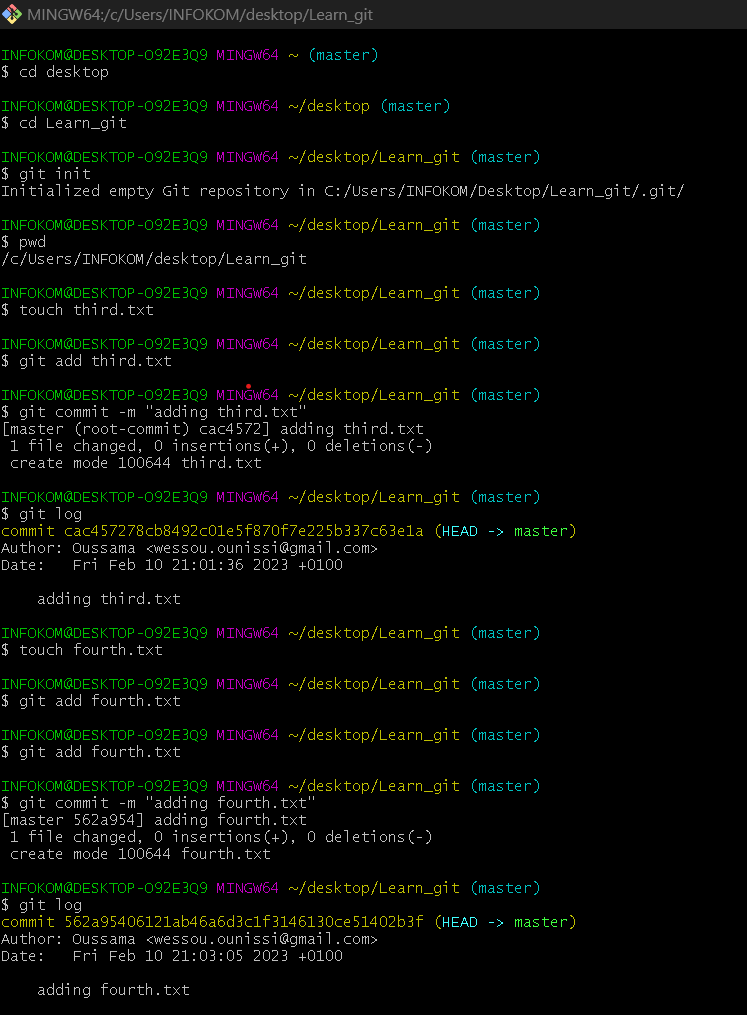 MINGW64:/c/Users/INFOKOM/desktop/Learn_git
INFOKOM@DESKTOP-O92E3Q9 MINGW64 ~ (master)
$ cd desktop
INFOKOM@DESKTOP-O92E3Q9 MINGW64 ~/desktop (master)
$ cd Learn_git
INFOKOM@DESKTOP-O92E3Q9 MINGW64 ~/desktop/Learn_git (master)
$ git init
Initialized empty Git repository in C:/Users/INFOKOM/Desktop/Learn_git/.git/
INFOKOM@DESKTOP-O92E3Q9 MINGW64 ~/desktop/Learn_git (master)
$ pwd
/c/Users/INFOKOM/desktop/Learn_git
INFOKOM@DESKTOP-O92E3Q9 MINGW64 ~/desktop/Learn_git (master)
$ touch third.txt
INFOKOM@DESKTOP-O92E3Q9 MINGW64 ~/desktop/Learn_git (master)
$ git add third.txt
INFOKOM@DESKTOP-O92E3Q9 MINGW64 ~/desktop/Learn_git (master)
$ git commit -m "adding third.txt"
[master (root-commit) cac4572] adding third.txt
 1 file changed, 0 insertions(+), 0 deletions(-)
 create mode 100644 third.txt
INFOKOM@DESKTOP-O92E3Q9 MINGW64 ~/desktop/Learn_git (master)
$ git log
commit cac457278cb8492c01e5f870f7e225b337c63e1a (HEAD -> master)
Author: Oussama <wessou.ounissi@gmail.com>
Date:   Fri Feb 10 21:01:36 2023 +0100
    adding third.txt
INFOKOM@DESKTOP-O92E3Q9 MINGW64 ~/desktop/Learn_git (master)
$ touch fourth.txt
INFOKOM@DESKTOP-O92E3Q9 MINGW64 ~/desktop/Learn_git (master)
$ git add fourth.txt
INFOKOM@DESKTOP-O92E3Q9 MINGW64 ~/desktop/Learn_git (master)
$ git add fourth.txt
INFOKOM@DESKTOP-O92E3Q9 MINGW64 ~/desktop/Learn_git (master)
$ git commit -m "adding fourth.txt"
[master 562a954] adding fourth.txt
 1 file changed, 0 insertions(+), 0 deletions(-)
 create mode 100644 fourth.txt
INFOKOM@DESKTOP-O92E3Q9 MINGW64 ~/desktop/Learn_git (master)
$ git log
commit 562a95406121ab46a6d3c1f3146130ce51402b3f (HEAD -> master)
Author: Oussama <wessou.ounissi@gmail.com>
Date:   Fri Feb 10 21:03:05 2023 +0100
    adding fourth.txt